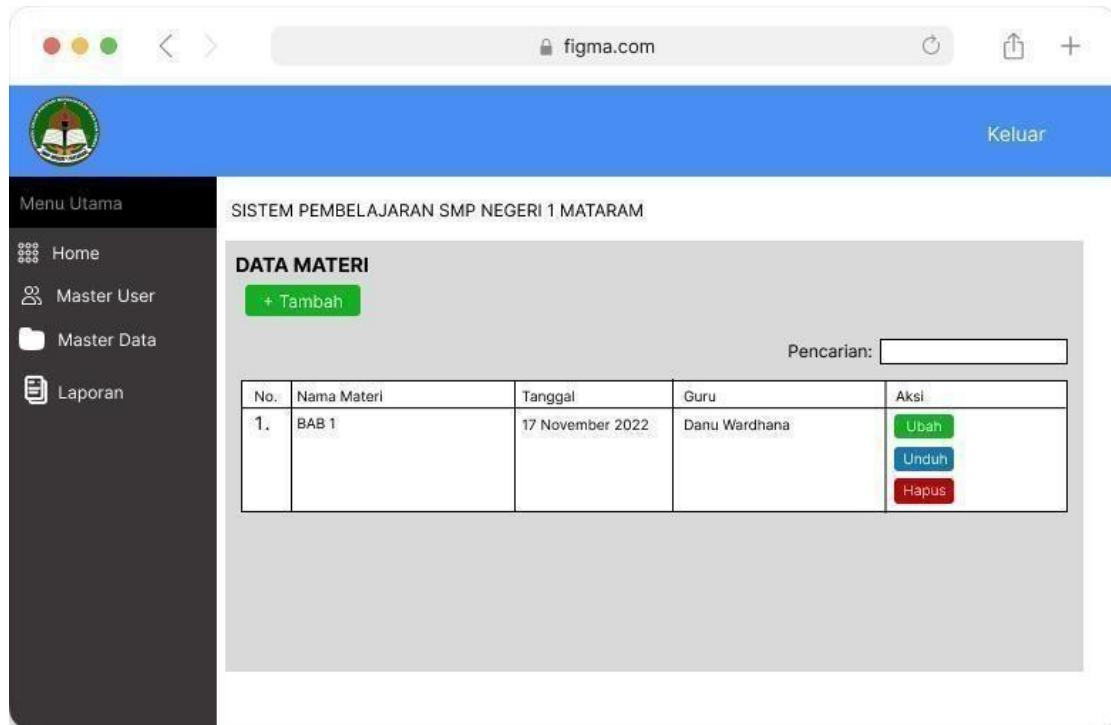 figma.com
Keluar
Menu Utama
SISTEM PEMBELAJARAN SMP NEGERI 1 MATARAM
Home
Master User
Master Data
Laporan
DATA MATERI
+ Tambah
Pencarian:
No. Nama Materi Tanggal Guru Aksi
1. BAB 1 17 November 2022 Danu Wardhana Ubah
Unduh
Hapus